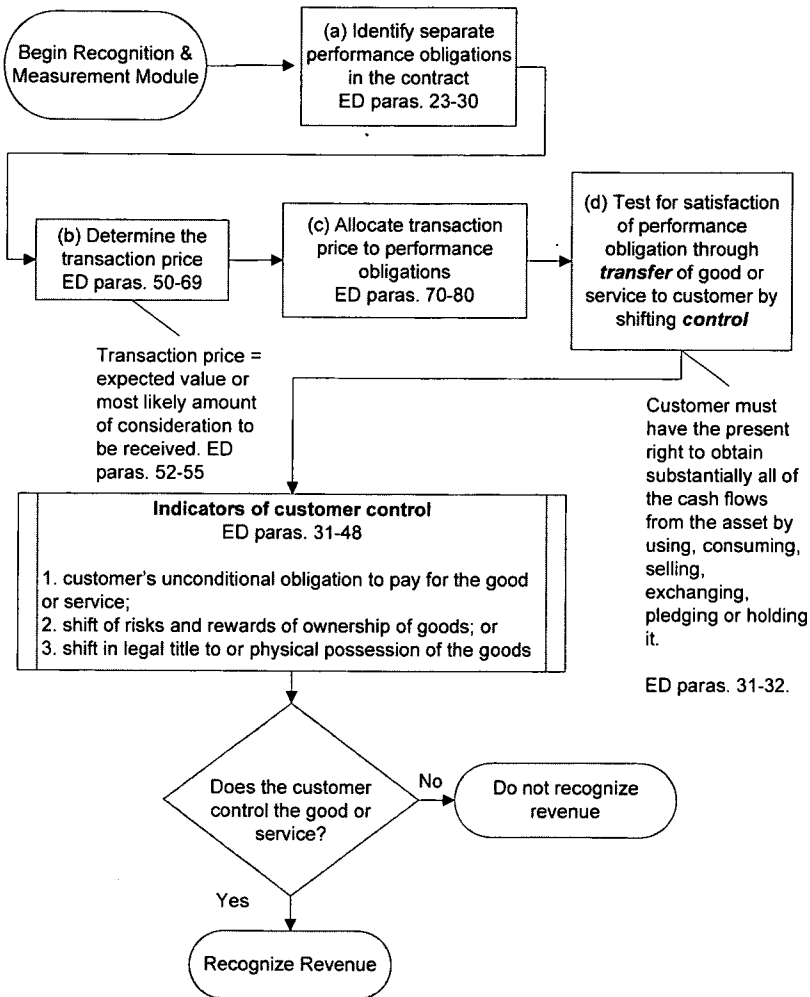 Begin Recognition &
Measurement Module
(a) Identify separate
performance obligations
in the contract
ED paras. 23-30
(b) Determine the
transaction price
ED paras. 50-69
(c) Allocate transaction
price to performance
obligations
ED paras. 70-80
(d) Test for satisfaction
of performance
obligation through
transfer of good or
service to customer by
shifting control
Transaction price =
expected value or
most likely amount
of consideration to
be received. ED
paras. 52-55
Customer must
have the present
right to obtain
substantially all of
the cash flows
from the asset by
using, consuming,
selling,
exchanging,
pledging or holding
it.
ED paras. 31-32.
Indicators of customer control
ED paras. 31-48
1. customer's unconditional obligation to pay for the good
or service;
2. shift of risks and rewards of ownership of goods; or
3. shift in legal title to or physical possession of the goods
Does the customer
control the good or
service?
No
Do not recognize
revenue
Yes
Recognize Revenue